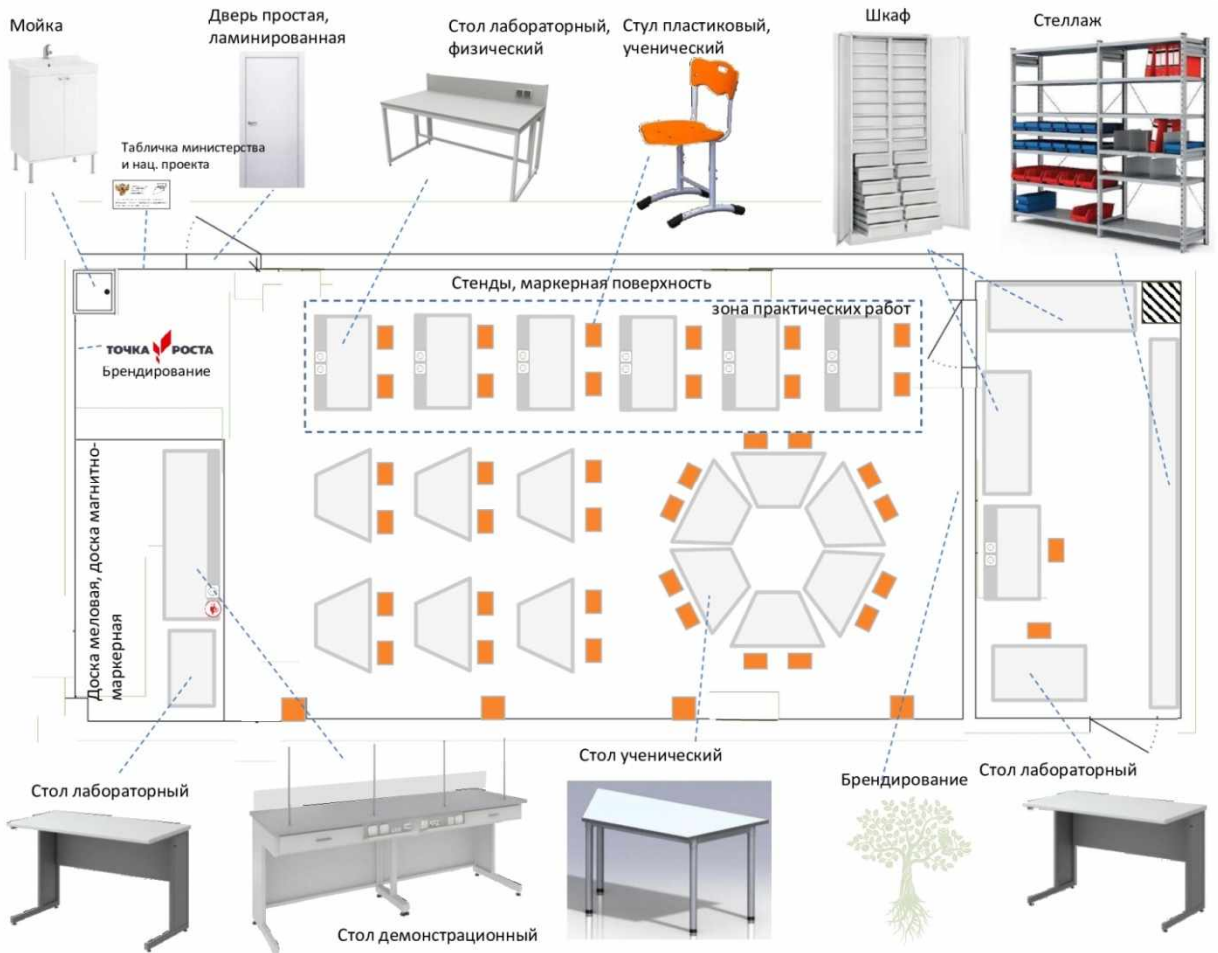 Мойка
Дверь простая,
ламинированная
Стол лабораторный,
физический
Стул пластиковый,
ученический
Шкаф
Стеллаж
Табличка министерства
и нац. проекта
Стенды, маркерная поверхность
зона практических работ
ТОЧКА РОСТА
Брендирование
Доска меловая, доска магнитно-
маркерная
Стол лабораторный
Стол демонстрационный
Стол ученический
Брендирование
Стол лабораторный